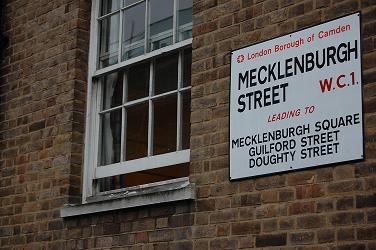 London Borough of Camden
MECKLENBURGH
STREET W.C.1.
LEADING TO
MECKLENBURGH SQUARE
GUILFORD STREET
DOUGHTY STREET